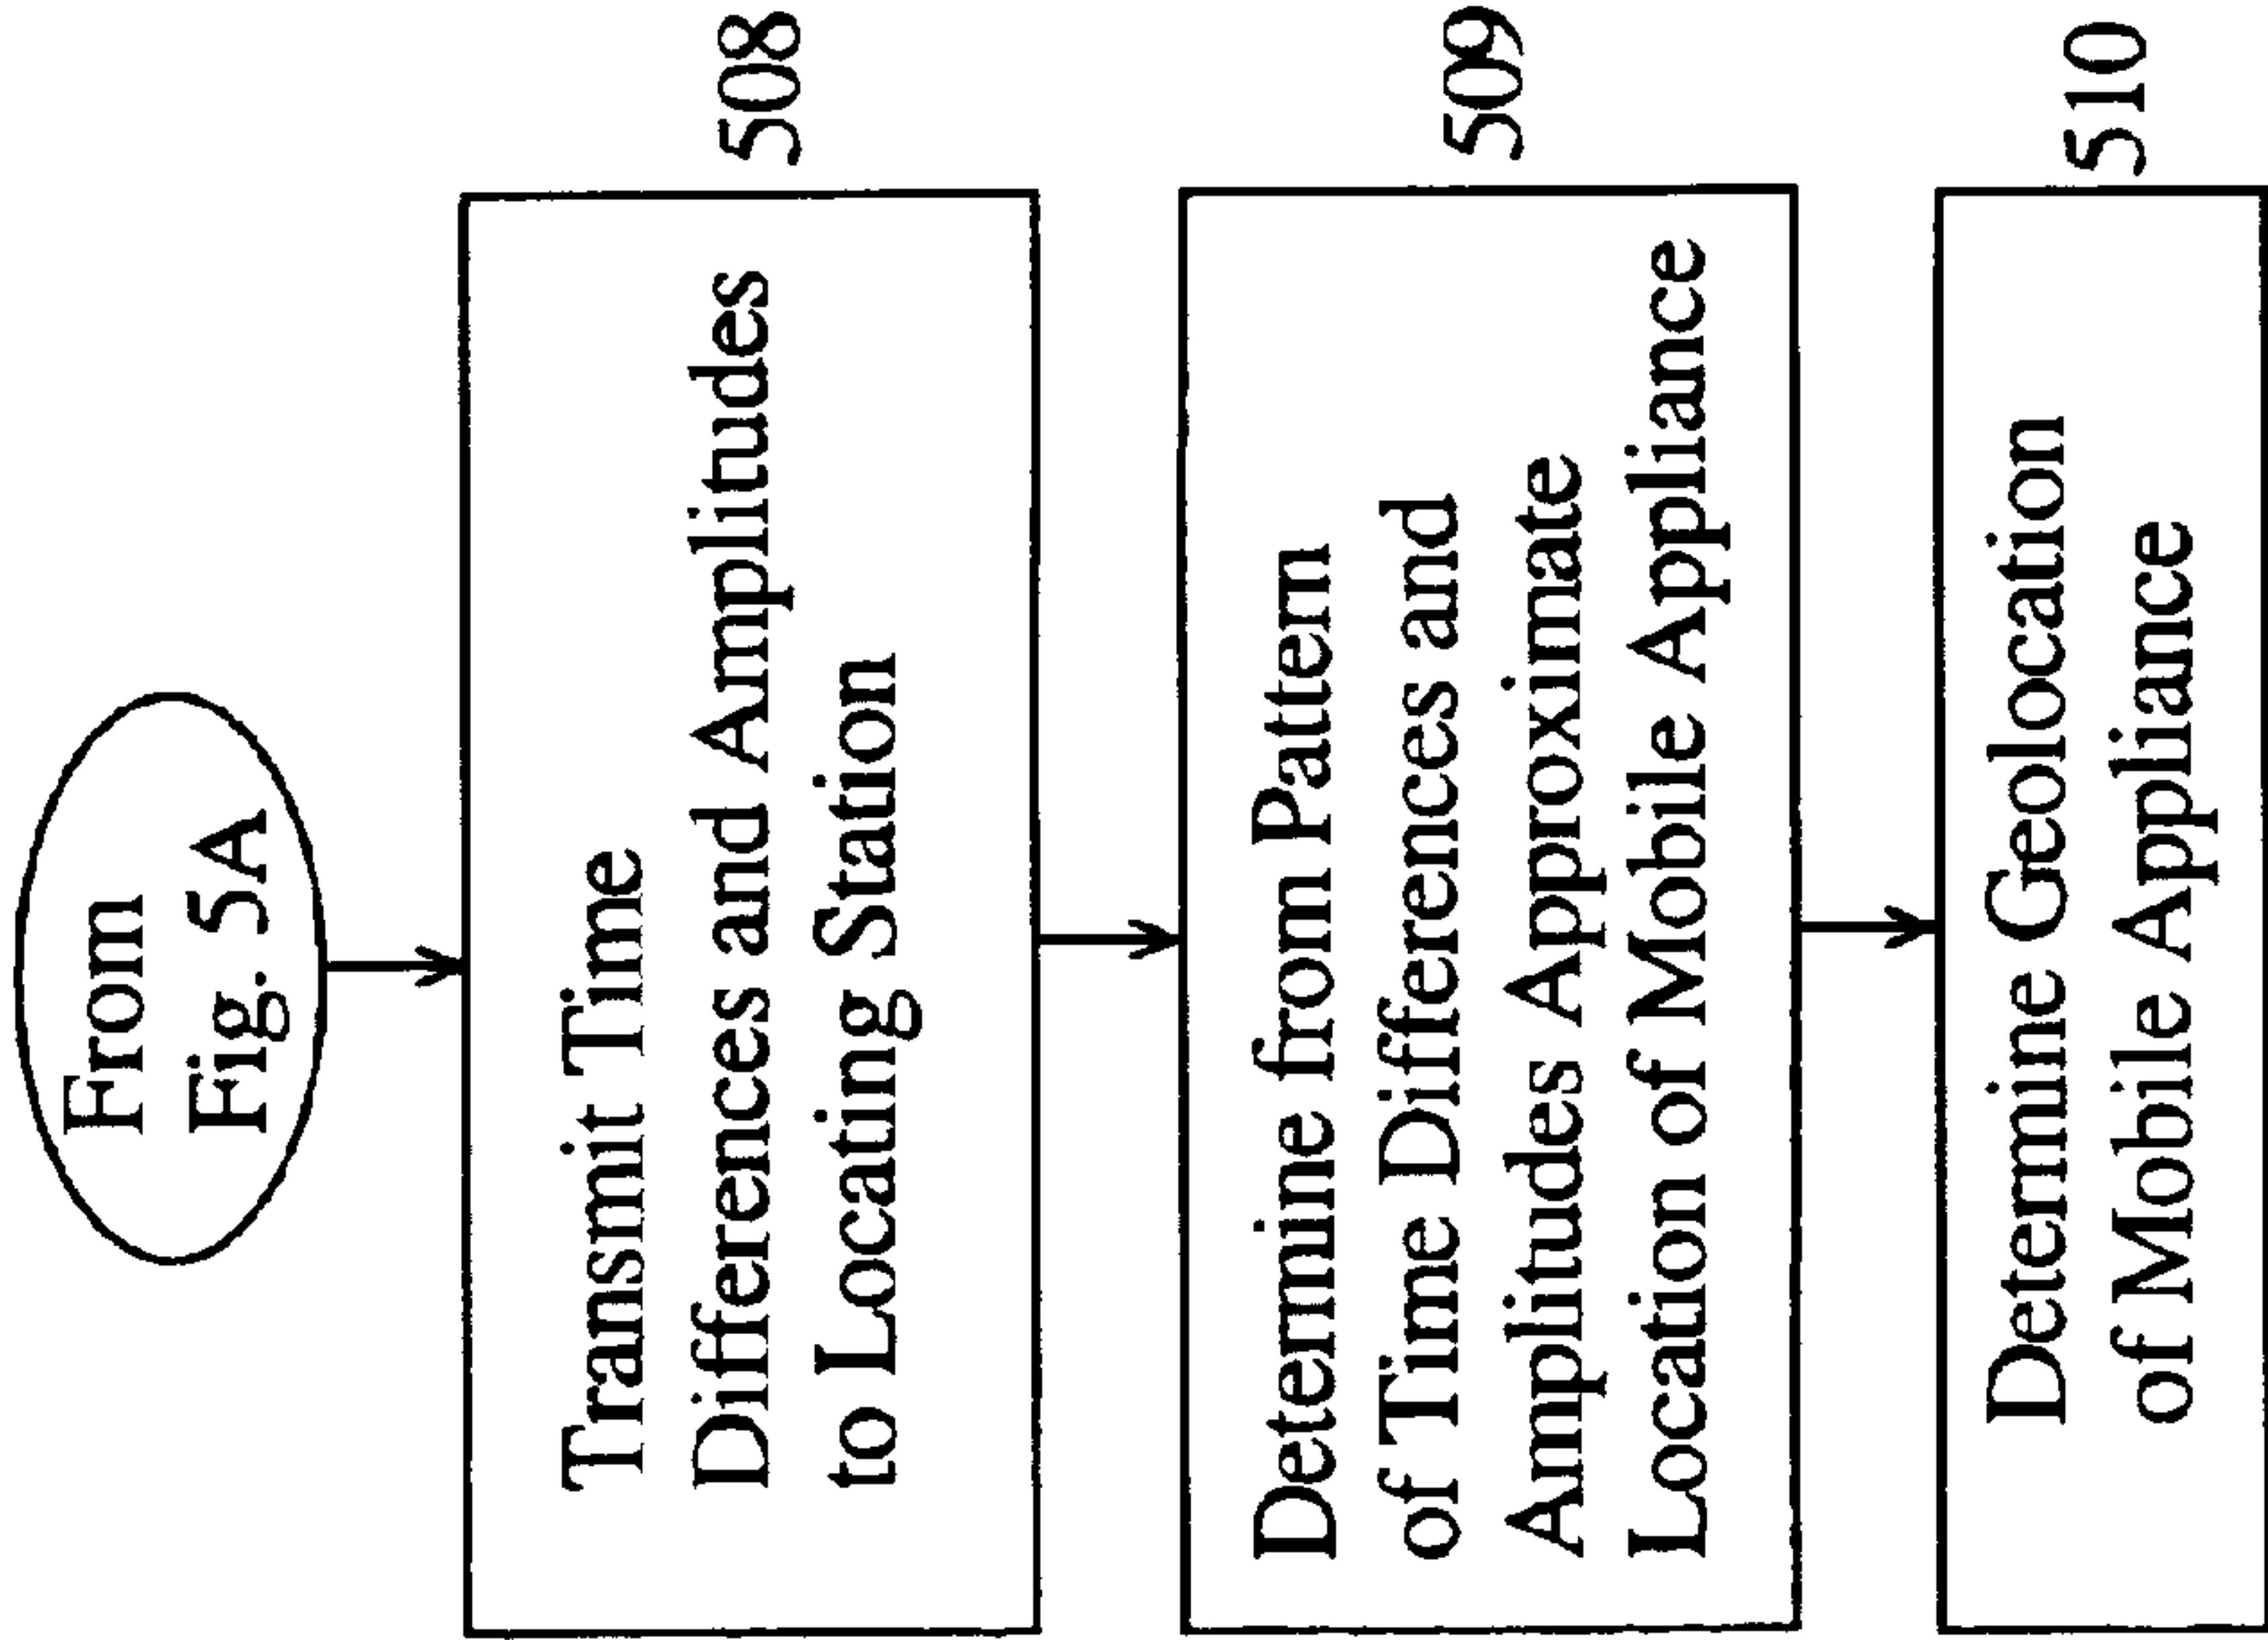 From
Fig. 5A
Transmit Time
Differences and Amplitudes
to Locating Station
508
Determine from Pattern
of Time Differences and
Amplitudes Approximate
Location of Mobile Appliance
509
Determine Geolocation
of Mobile Appliance
510